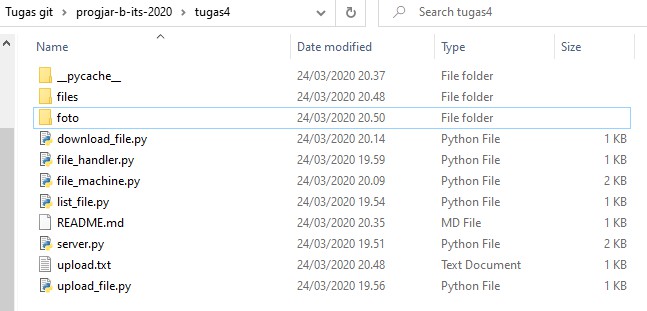 Tugas git > progjar-b-its-2020 > tugas4 Search tugas4
Name Date modified Type Size
__pycache__ 24/03/2020 20.37 File folder
files 24/03/2020 20.48 File folder
foto 24/03/2020 20.50 File folder
download_file.py 24/03/2020 20.14 Python File 1 KB
file_handler.py 24/03/2020 19.59 Python File 1 KB
file_machine.py 24/03/2020 20.09 Python File 2 KB
list_file.py 24/03/2020 19.54 Python File 1 KB
README.md 24/03/2020 20.35 MD File 1 KB
server.py 24/03/2020 19.51 Python File 2 KB
upload.txt 24/03/2020 20.48 Text Document 1 KB
upload_file.py 24/03/2020 19.56 Python File 1 KB